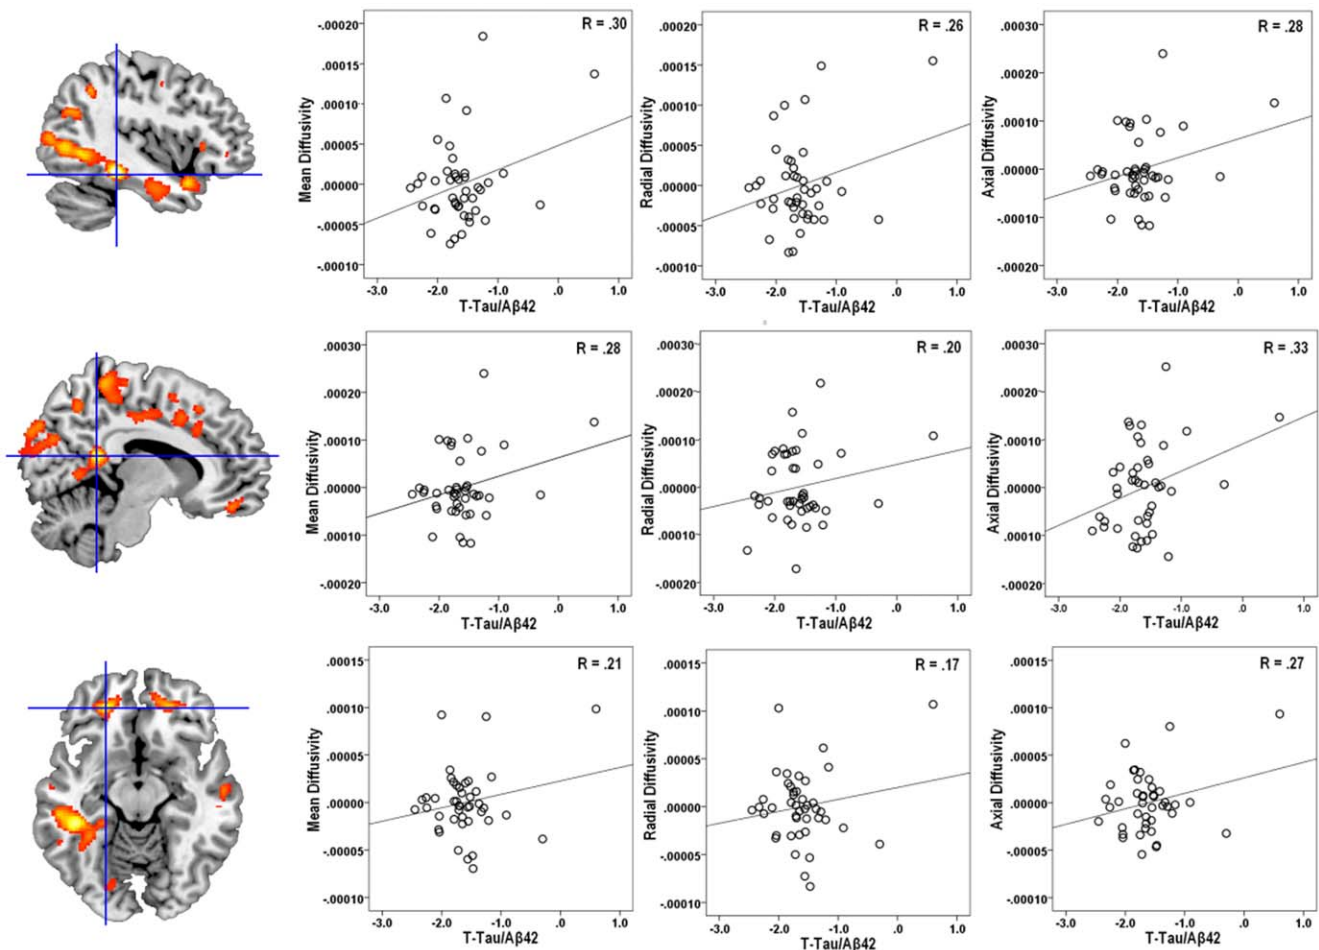 R = .30
Mean Diffusivity
-.00020
.00015
.00010
.00005
.00000
-.00005
-.00010
-3.0 -2.0 -1.0 .0 1.0
T-Tau/Aβ42
R = .26
Radial Diffusivity
.00020
.00015
.00010
.00005
.00000
-.00005
-.00010
-3.0 -2.0 -1.0 .0 1.0
T-Tau/Aβ42
R = .28
Axial Diffusivity
.00030
.00020
.00010
.00000
-.00010
-.00020
-3.0 -2.0 -1.0 .0 1.0
T-Tau/Aβ42
R = .28
Mean Diffusivity
.00030
.00020
.00010
.00000
.00010
-.00020
-3.0 -2.0 -1.0 .0 1.0
T-Tau/Aβ42
R = .20
Radial Diffusivity
.00030
.00020
.00010
.00000
.00010
-.00020
-3.0 -2.0 -1.0 .0 1.0
T-Tau/Aβ42
R = .33
Axial Diffusivity
.00030
.00020
.00010
.00000
.00010
-.00020
-3.0 -2.0 -1.0 .0 1.0
T-Tau/Aβ42
R = .21
Mean Diffusivity
.00015
.00010
.00005
.00000
-.00005
-.00010
-3.0 -2.0 -1.0 .0 1.0
T-Tau/Aβ42
R = .17
Radial Diffusivity
.00015
.00010
.00005
.00000
-.00005
-.00010
-3.0 -2.0 -1.0 .0 1.0
T-Tau/Aβ42
R = .27
Axial Diffusivity
.00015
.00010
.00005
.00000
-.00005
-.00010
-3.0 -2.0 -1.0 .0 1.0
T-Tau/Aβ42